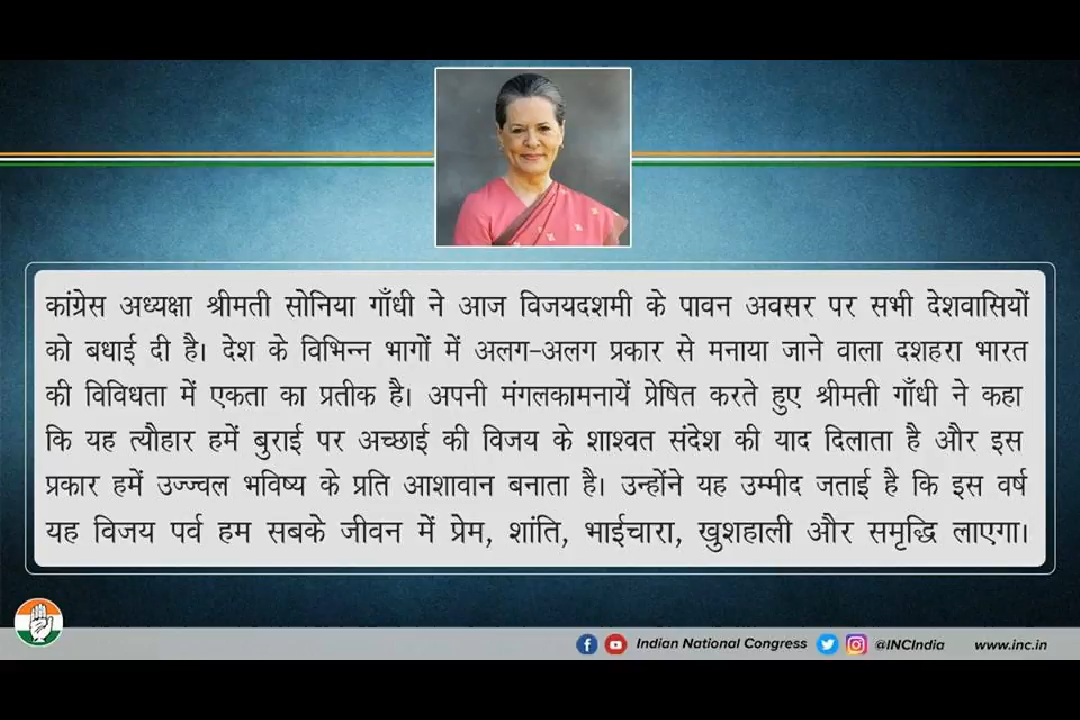 कांग्रेस अध्यक्षा श्रीमती सोनिया गाँधी ने आज विजयदशमी के पावन अवसर पर सभी देशवासियों
को बधाई दी है। देश के विभिन्न भागों में अलग-अलग प्रकार से मनाया जाने वाला दशहरा भारत
की विविधता में एकता का प्रतीक है। अपनी मंगलकामनायें प्रेषित करते हुए श्रीमती गाँधी ने कहा
कि यह त्यौहार हमें बुराई पर अच्छाई की विजय के शाश्वत संदेश की याद दिलाता है और इस
प्रकार हमें उज्ज्वल भविष्य के प्रति आशावान बनाता है। उन्होंने यह उम्मीद जताई है कि इस वर्ष
यह विजय पर्व हम सबके जीवन में प्रेम, शांति, भाईचारा, खुशहाली और समृद्धि लाएगा।
Indian National Congress @INCIndia www.inc.in